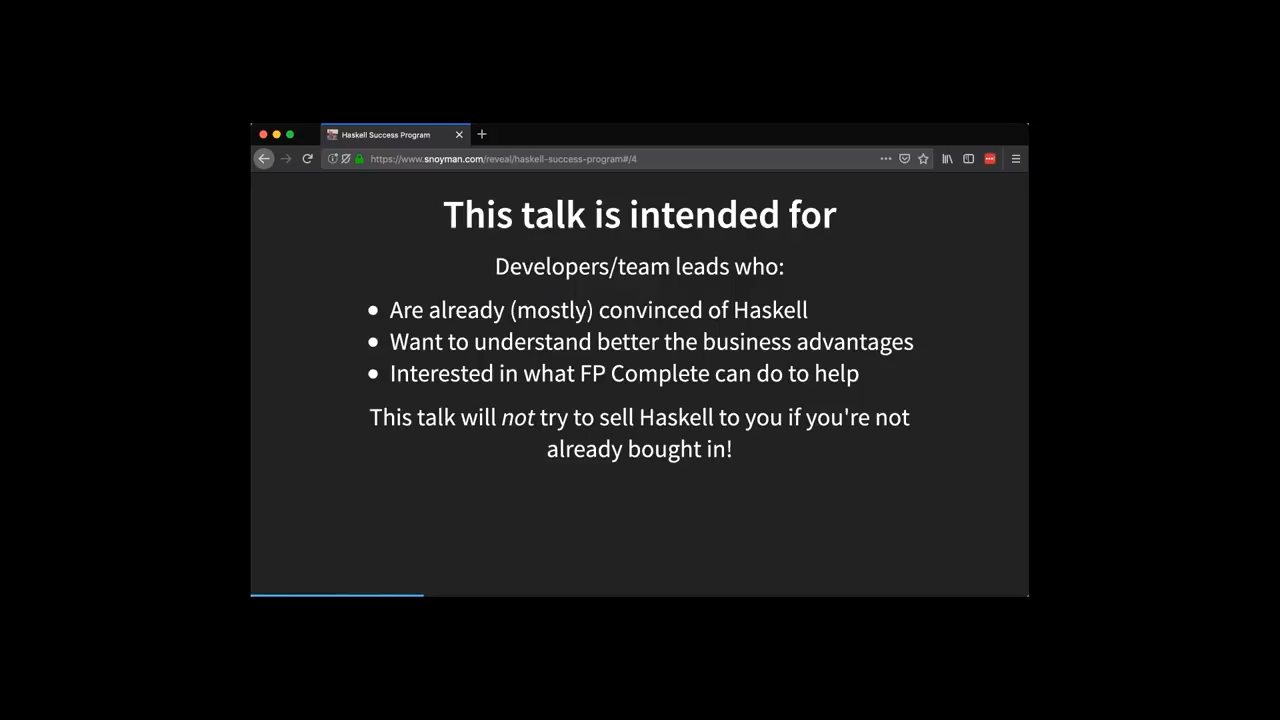 Haskell Success Program
https://www.snoyman.com/reveal/haskell-success-program#/4
This talk is intended for
Developers/team leads who:
• Are already (mostly) convinced of Haskell
• Want to understand better the business advantages
• Interested in what FP Complete can do to help
This talk will not try to sell Haskell to you if you're not
already bought in!